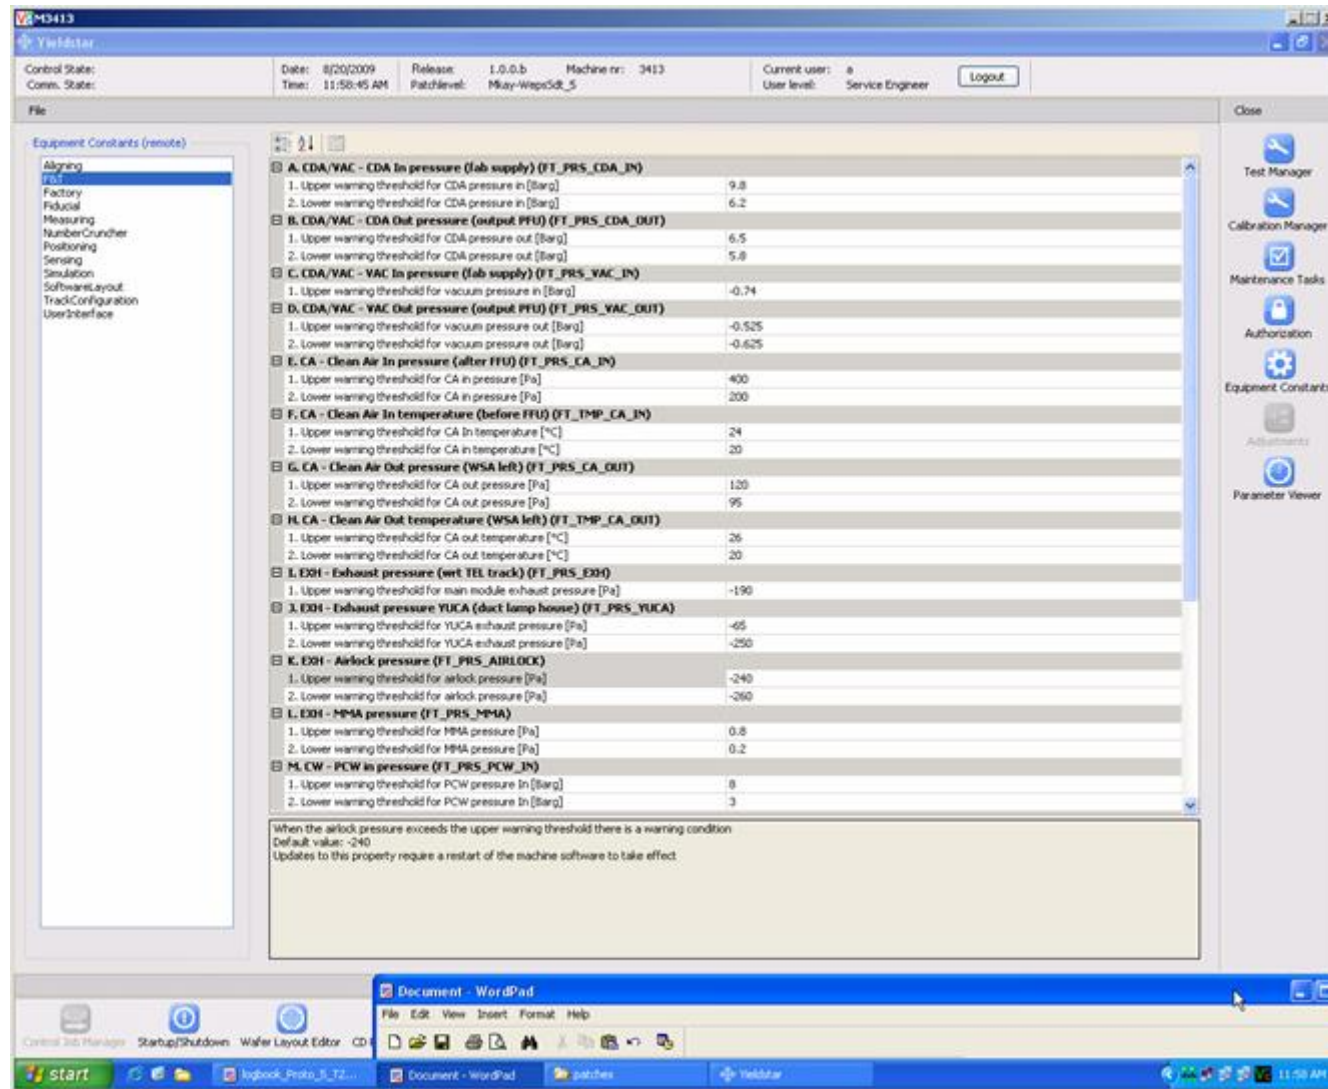 M3413
Yieldstar
Control State:
Comm. State:
Date: 8/20/2009
Time: 11:58:45 AM
Release: 1.0.0.b
Patchlevel: Mkay-WepsSdt_5
Machine nr: 3413
Current user: a
User level: Service Engineer
Logout
File
Close
Equipment Constants (remote)
Aligning
Factory
Fiducial
Measuring
NumberCruncher
Positioning
Sensing
Simulation
SoftwareLayout
TrackConfiguration
UserInterface
A. CDA/VAC - CDA In pressure (fab supply) (FT_PRS_CDA_IN)
1. Upper warning threshold for CDA pressure in [Barg] 9.8
2. Lower warning threshold for CDA pressure in [Barg] 6.2
B. CDA/VAC - CDA Out pressure (output PFU) (FT_PRS_CDA_OUT)
1. Upper warning threshold for CDA pressure out [Barg] 6.5
2. Lower warning threshold for CDA pressure out [Barg] 5.8
C. CDA/VAC - VAC In pressure (fab supply) (FT_PRS_VAC_IN)
1. Upper warning threshold for vacuum pressure in [Barg] -0.74
D. CDA/VAC - VAC Out pressure (output PFU) (FT_PRS_VAC_OUT)
1. Upper warning threshold for vacuum pressure out [Barg] -0.525
2. Lower warning threshold for vacuum pressure out [Barg] -0.625
E. CA - Clean Air In pressure (after FFU) (FT_PRS_CA_IN)
1. Upper warning threshold for CA in pressure [Pa] 400
2. Lower warning threshold for CA in pressure [Pa] 200
F. CA - Clean Air In temperature (before FFU) (FT_TMP_CA_IN)
1. Upper warning threshold for CA In temperature [°C] 24
2. Lower warning threshold for CA in temperature [°C] 20
G. CA - Clean Air Out pressure (WSA left) (FT_PRS_CA_OUT)
1. Upper warning threshold for CA out pressure [Pa] 120
2. Lower warning threshold for CA out pressure [Pa] 95
H. CA - Clean Air Out temperature (WSA left) (FT_TMP_CA_OUT)
1. Upper warning threshold for CA out temperature [°C] 26
2. Lower warning threshold for CA out temperature [°C] 20
I. EXH - Exhaust pressure (wrt TEL track) (FT_PRS_EXH)
1. Upper warning threshold for main module exhaust pressure [Pa] -190
J. EXH - Exhaust pressure YUCA (duct lamp house) (FT_PRS_YUCA)
1. Upper warning threshold for YUCA exhaust pressure [Pa] -65
2. Lower warning threshold for YUCA exhaust pressure [Pa] -250
K. EXH - Airlock pressure (FT_PRS_AIRLOCK)
1. Upper warning threshold for airlock pressure [Pa] -240
2. Lower warning threshold for airlock pressure [Pa] -260
L. EXH - MMA pressure (FT_PRS_MMA)
1. Upper warning threshold for MMA pressure [Pa] 0.8
2. Lower warning threshold for MMA pressure [Pa] 0.2
M. CW - PCW in pressure (FT_PRS_PCW_IN)
1. Upper warning threshold for PCW pressure In [Barg] 8
2. Lower warning threshold for PCW pressure In [Barg] 3
When the airlock pressure exceeds the upper warning threshold there is a warning condition
Default value: -240
Updates to this property require a restart of the machine software to take effect
Test Manager
Calibration Manager
Maintenance Tasks
Authorization
Equipment Constants
Adjustments
Parameter Viewer
Control Job Manager
Startup/Shutdown
Wafer Layout Editor
CD
Document - WordPad
File Edit View Insert Format Help
start
logbook_Proto_5_T2...
Document - WordPad
patches
Yieldstar
11:58 AM